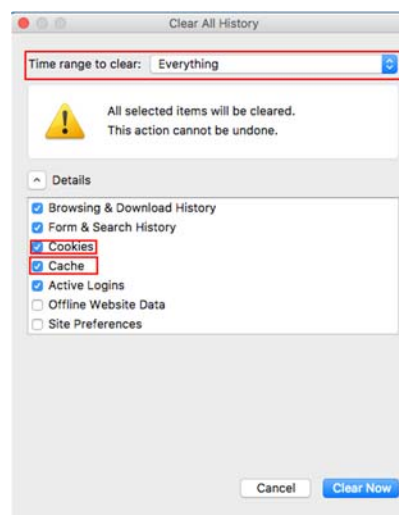 Clear All History
Time range to clear: Everything
All selected items will be cleared.
This action cannot be undone.
Details
Browsing & Download History
Form & Search History
Cookies
Cache
Active Logins
Offline Website Data
Site Preferences
Cancel Clear Now